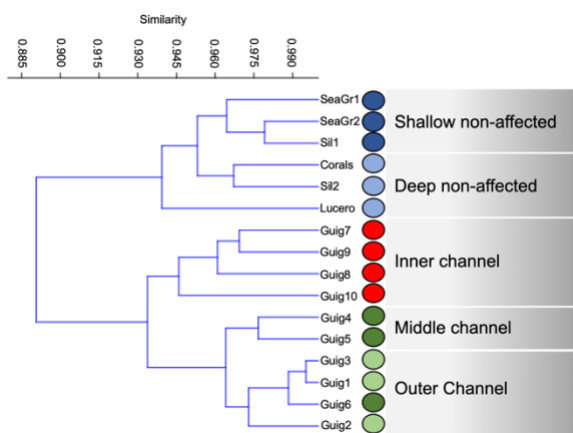 Similarity
0.885 0.900 0.915 0.930 0.945 0.960 0.975 0.990
SeaGr1
SeaGr2
Sil1
Shallow non-affected
Corals
Sil2
Lucero
Deep non-affected
Guig7
Guig9
Guig8
Guig10
Inner channel
Guig4
Guig5
Middle channel
Guig3
Guig1
Guig6
Guig2
Outer Channel